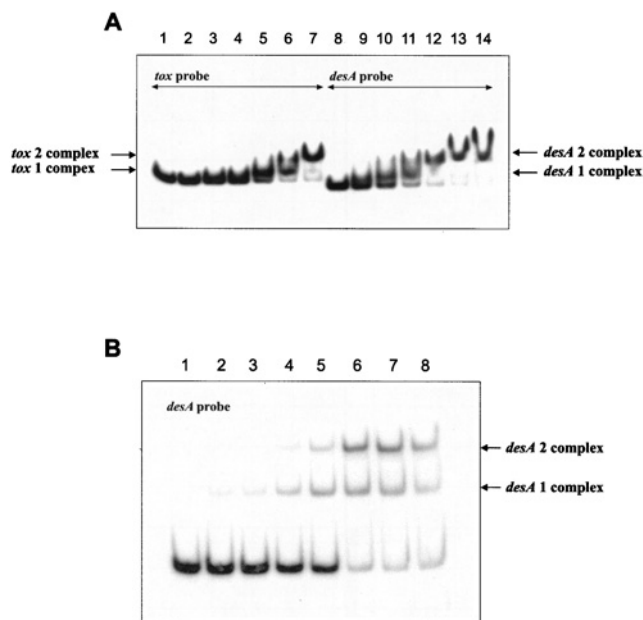 A
1 2 3 4 5 6 7 8 9 10 11 12 13 14
tox probe desA probe
tox 2 complex
tox 1 compex
desA 2 complex
desA 1 complex
B
1 2 3 4 5 6 7 8
desA probe
desA 2 complex
desA 1 complex